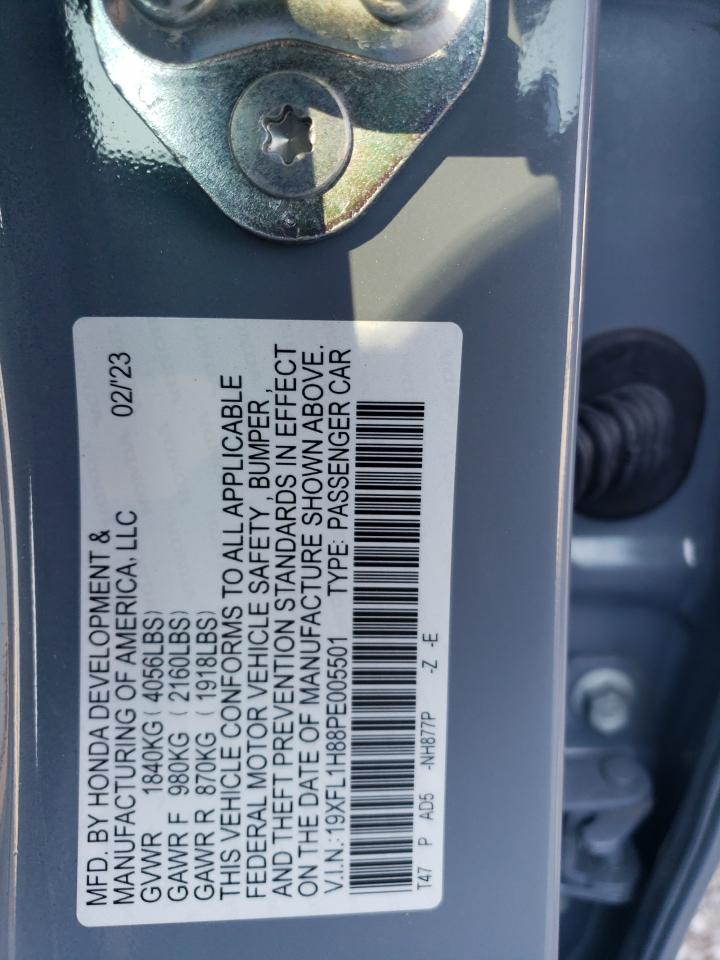 MFD. BY HONDA DEVELOPMENT & 02/'23
MANUFACTURING OF AMERICA, LLC
GVWR 1840KG ( 4056LBS)
GAWR F 980KG ( 2160LBS)
GAWR R 870KG ( 1918LBS)
THIS VEHICLE CONFORMS TO ALL APPLICABLE
FEDERAL MOTOR VEHICLE SAFETY, BUMPER,
AND THEFT PREVENTION STANDARDS IN EFFECT
ON THE DATE OF MANUFACTURE SHOWN ABOVE.
V.I.N.:19XFL1H88PE005501 TYPE: PASSENGER CAR
T47 P AD5 -NH877P -Z -E